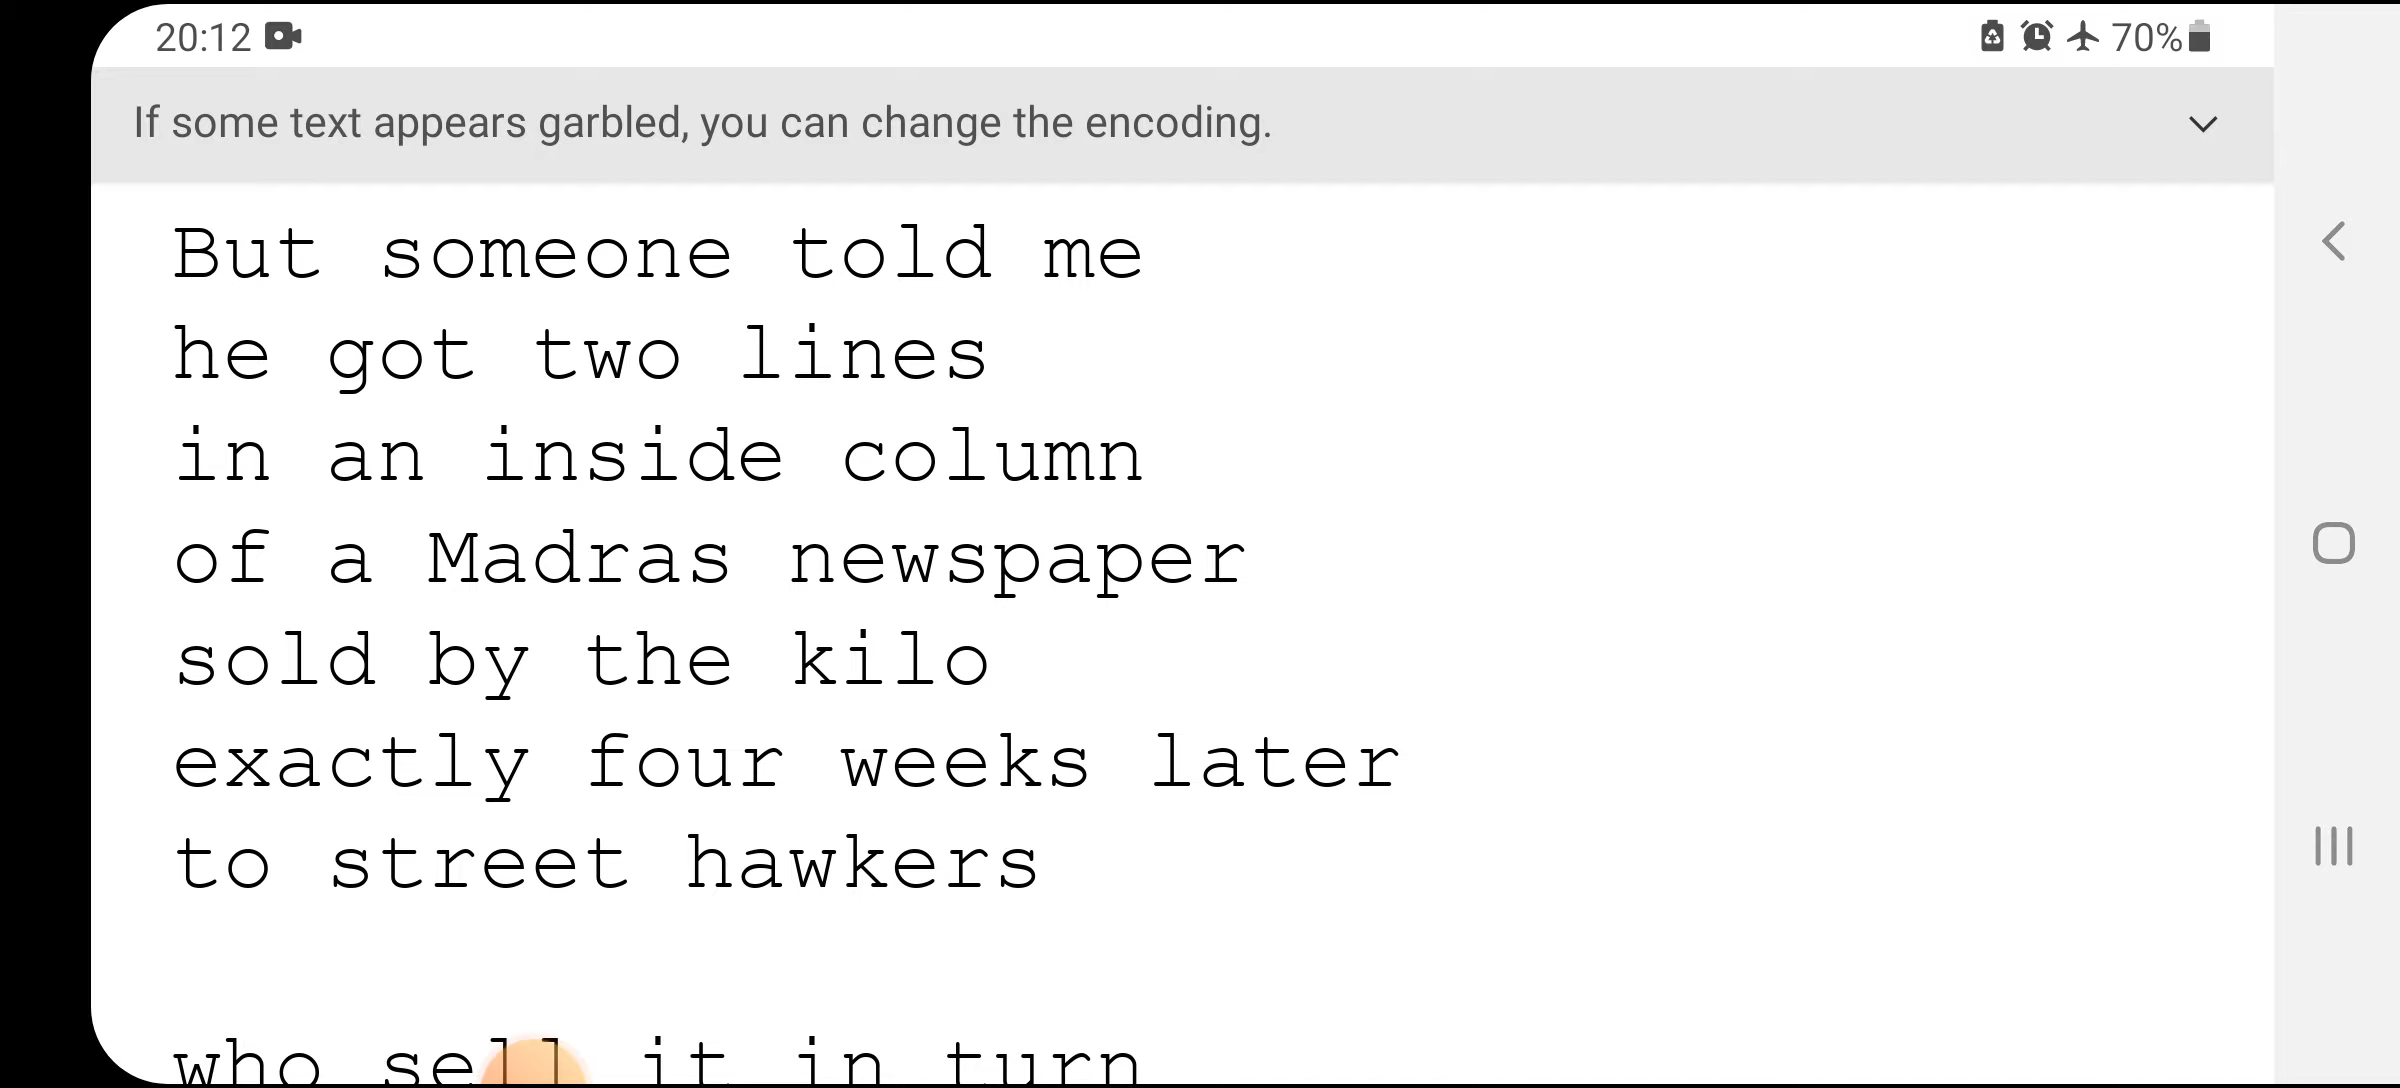 20:12 70%
If some text appears garbled, you can change the encoding.
But someone told me
he got two lines
in an inside column
of a Madras newspaper
sold by the kilo
exactly four weeks later
to street hawkers
who sell it in turn